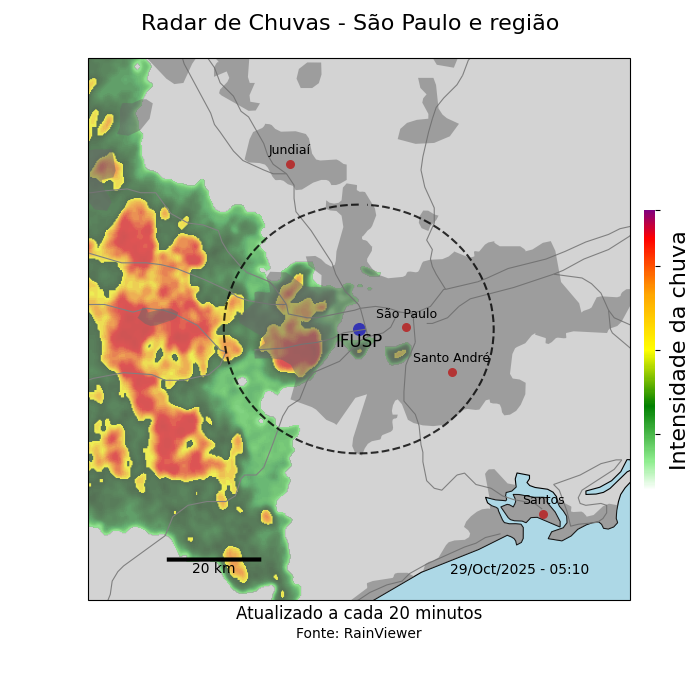 Radar de Chuvas - São Paulo e região
Jundiaí
São Paulo
IFUSP
Santo André
Santos
20 km
29/Oct/2025 - 05:10
Intensidade da chuva
Atualizado a cada 20 minutos
Fonte: RainViewer